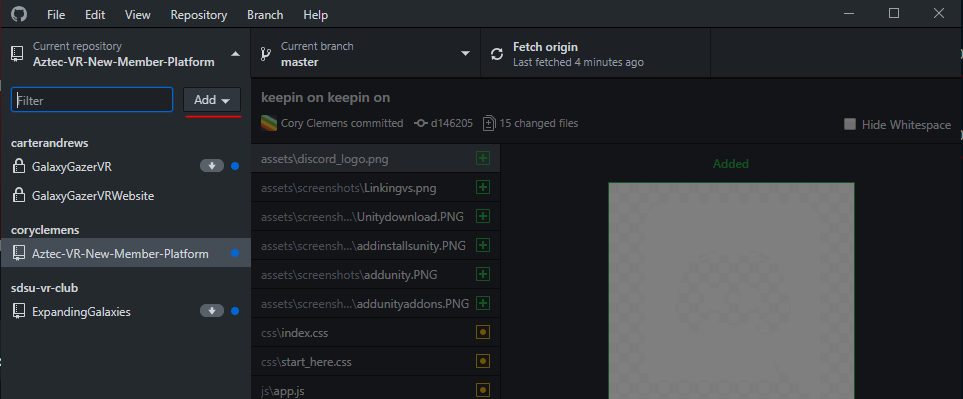 File Edit View Repository Branch Help
Current repository
Aztec-VR-New-Member-Platform
Current branch
master
Fetch origin
Last fetched 4 minutes ago
Filter
Add
carterandrews
GalaxyGazerVR
GalaxyGazerVRWebsite
coryclemens
Aztec-VR-New-Member-Platform
sdsu-vr-club
ExpandingGalaxies
keepin on keepin on
Cory Clemens committed d146205 15 changed files
Hide Whitespace
assets\discord_logo.png
assets\screenshots\Linkingvs.png
assets\screensh...\Unitydownload.PNG
assets\screensh...\addinstallsunity.PNG
assets\screenshots\addunity.PNG
assets\screensh...\addunityaddons.PNG
css\index.css
css\start_here.css
js\app.js
Added